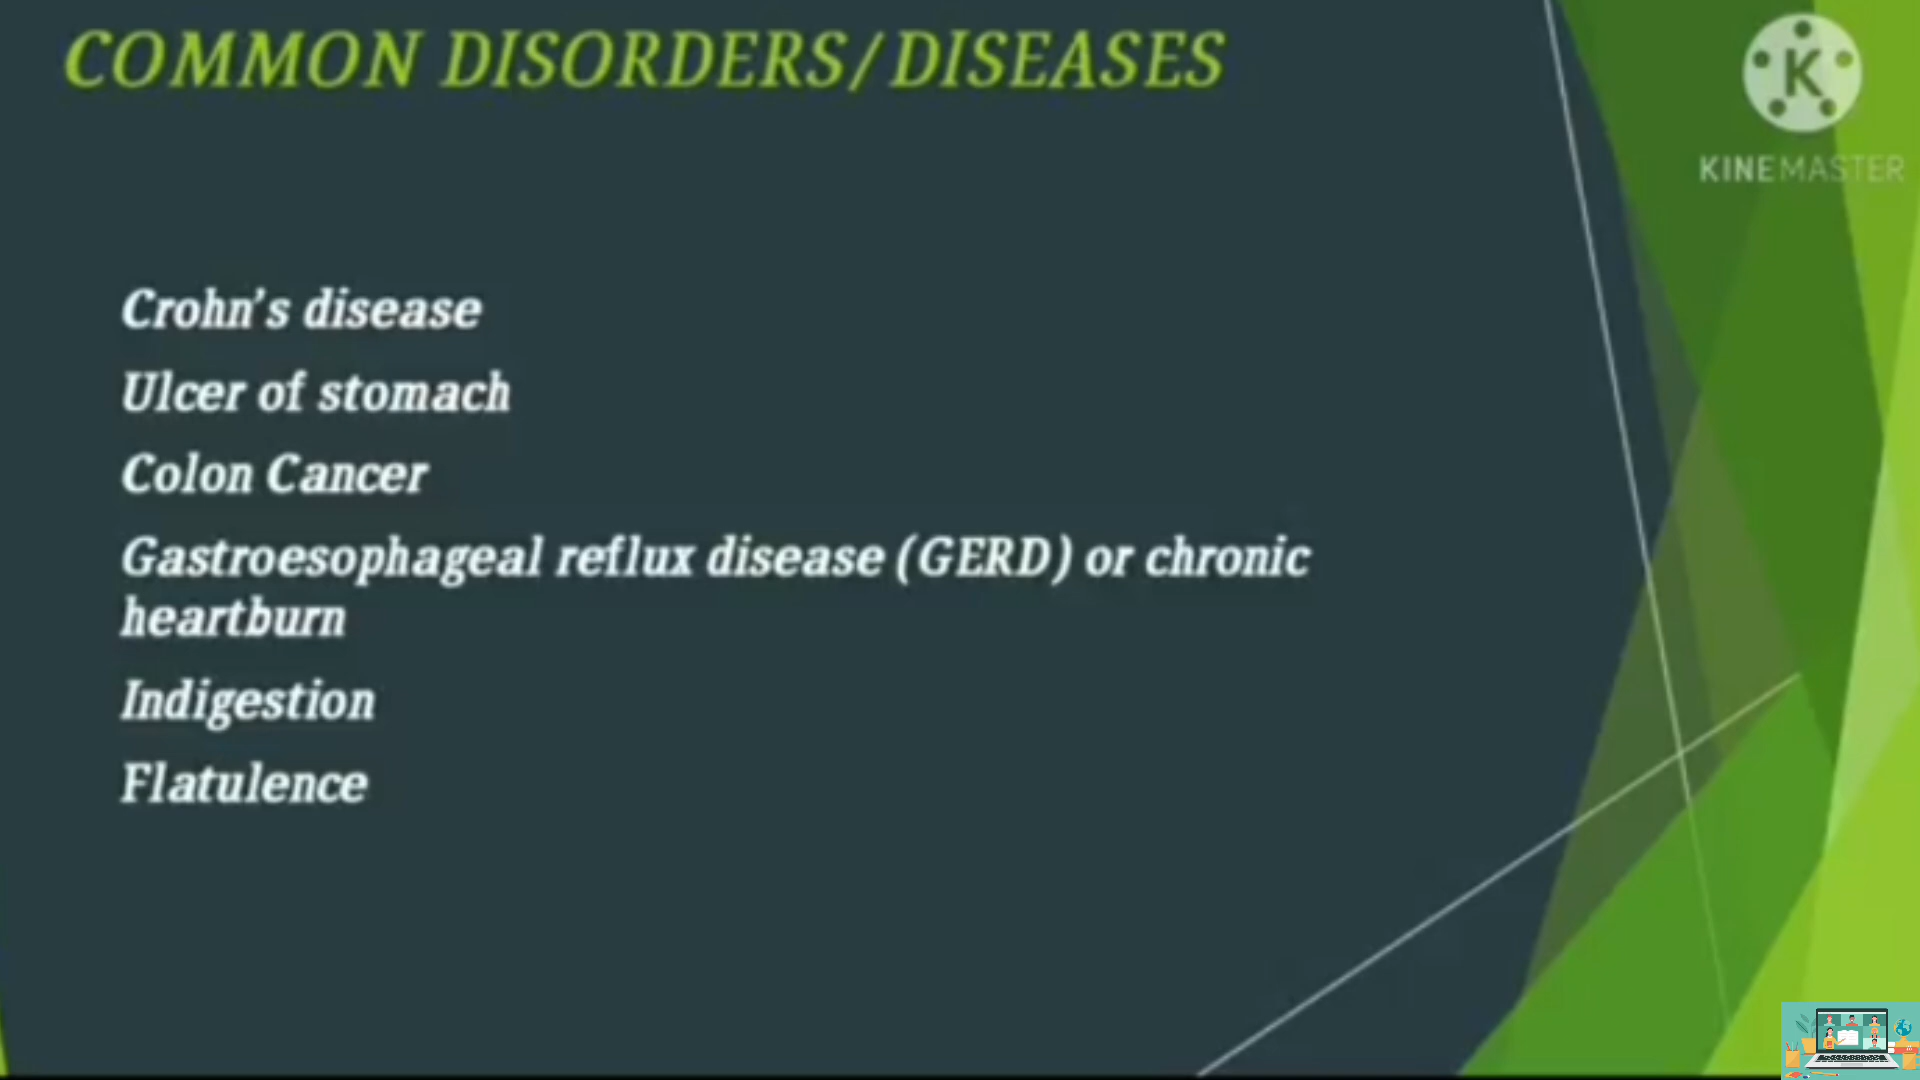 COMMON DISORDERS/DISEASES
K
KINEMASTER
Crohn's disease
Ulcer of stomach
Colon Cancer
Gastroesophageal reflux disease (GERD) or chronic
heartburn
Indigestion
Flatulence